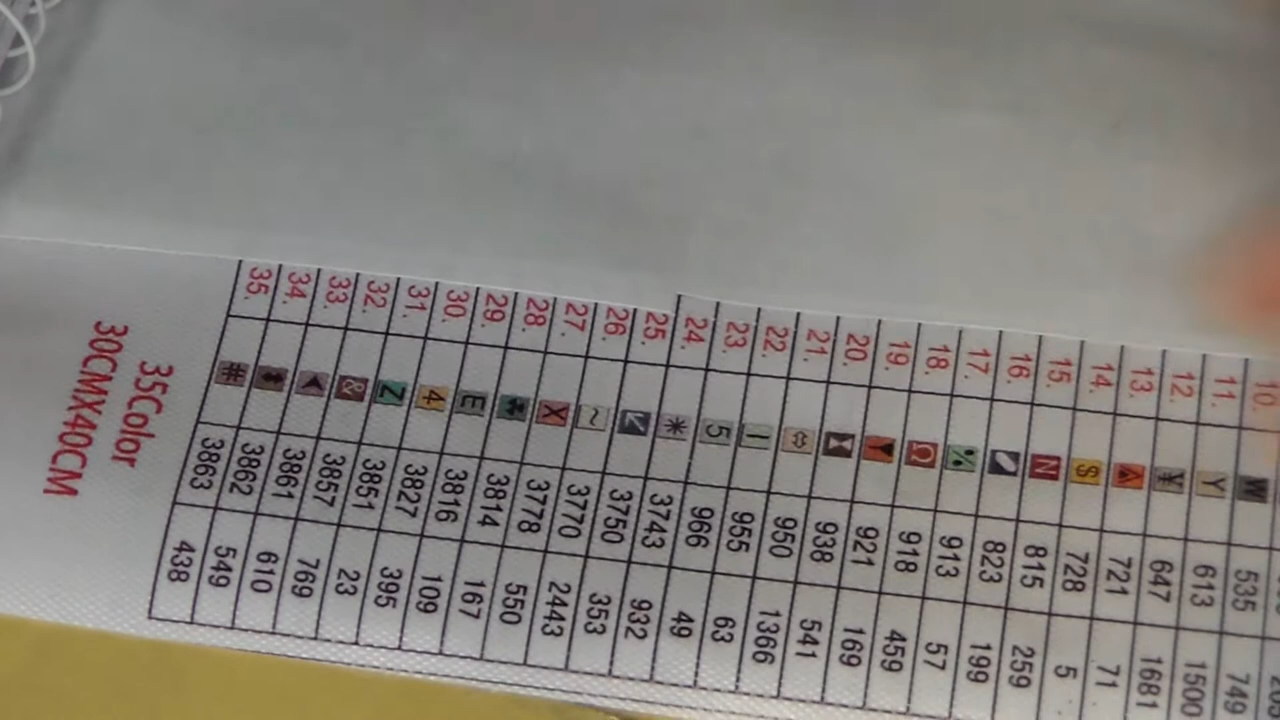 10. W 535 749
11. Y 613 1500
12. ¥ 647 1681
13. 721 71
14. $ 728 5
15. N 815 259
16. 823 199
17. % 913 57
18. Ω 918 459
19. Y 921 169
20. 938 541
21. ⇔ 950 1366
22. | 955 63
23. 5 966 49
24. * 3743 932
25. 3750 353
26. ~ 3770 2443
27. X 3778 550
28. ♣ 3814 167
29. E 3816 109
30. 4 3827 395
31. Z 3851 23
32. & 3857 769
33. 3861 610
34. 3862 549
35. # 3863 438
35Color
30CMX40CM